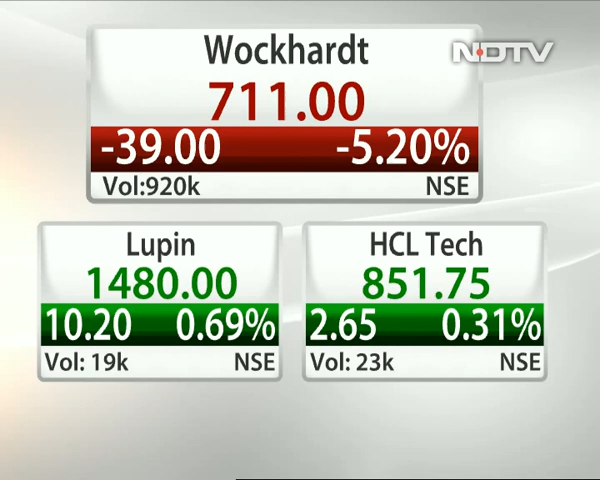 Wockhardt
NDTV
711.00
-39.00 -5.20%
Vol:920k NSE
Lupin
1480.00
10.20 0.69%
Vol: 19k NSE
HCL Tech
851.75
2.65 0.31%
Vol: 23k NSE